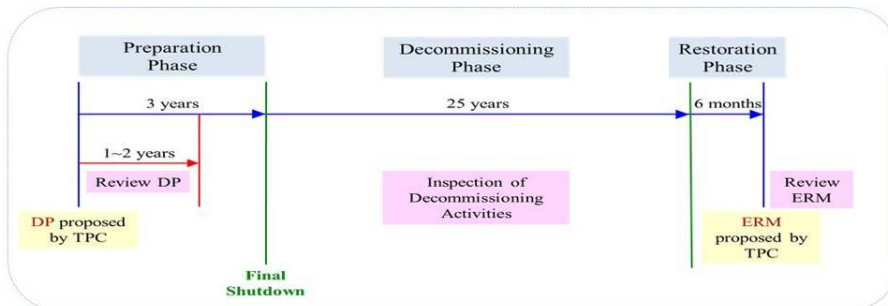 Preparation
Phase
Decommissioning
Phase
Restoration
Phase
3 years
25 years
6 months
1~2 years
Review DP
Inspection of
Decommissioning
Activities
Review
ERM
DP proposed
by TPC
ERM
proposed by
TPC
Final
Shutdown